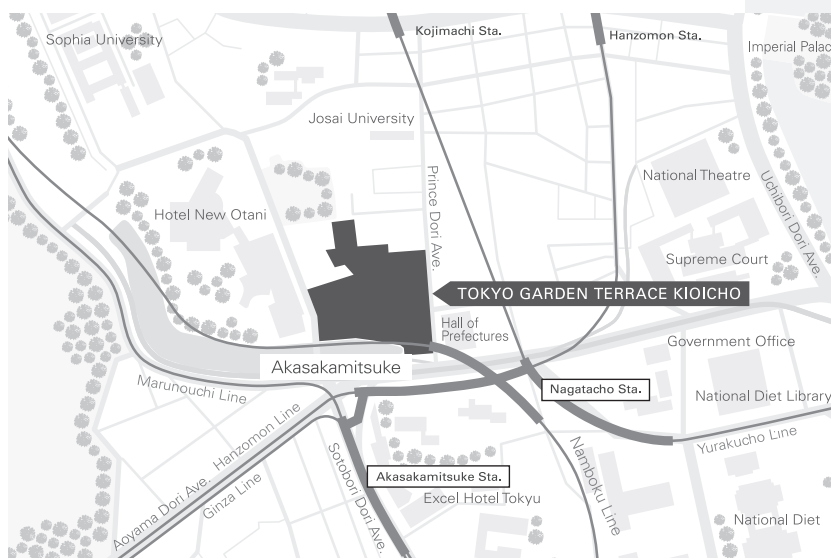 Kojimachi Sta.
Hanzomon Sta.
Sophia University
Imperial Palac
Josai University
Prince Dori Ave.
National Theatre
Uchibori Dori Ave.
Hotel New Otani
Supreme Court
TOKYO GARDEN TERRACE KIOICHO
Hall of
Prefectures
Government Office
Akasakamitsuke
Marunouchi Line
Nagatacho Sta.
National Diet Library
Yurakucho Line
Hanzomon Line
Aoyama Dori Ave.
Ginza Line
Sotobori Dori Ave.
Akasakamitsuke Sta.
Excel Hotel Tokyu
Namboku Line
National Diet